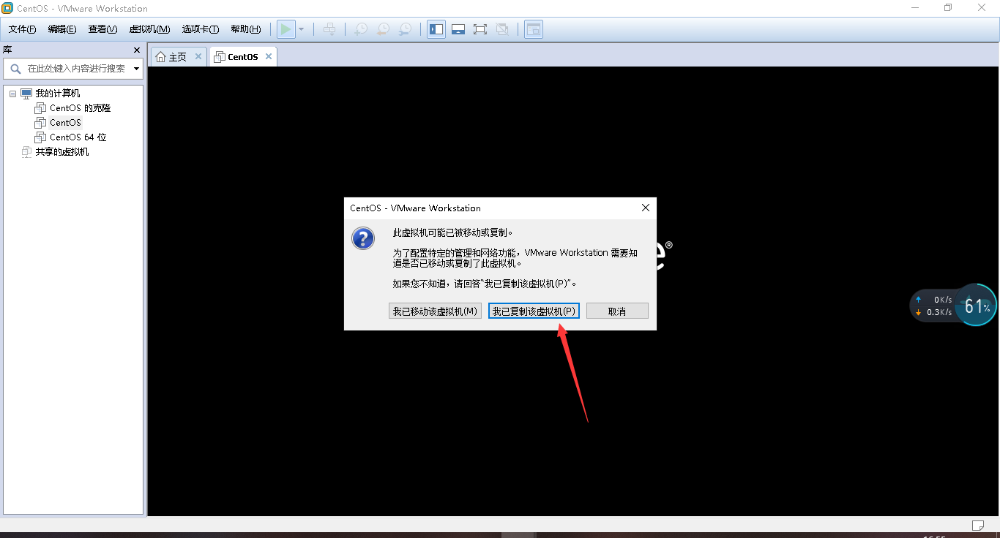 CentOS - VMware Workstation
文件(F) 编辑(E) 查看(V) 虚拟机(M) 选项卡(T) 帮助(H)
库
在此处键入内容进行搜索
我的计算机
CentOS 的克隆
CentOS
CentOS 64 位
共享的虚拟机
主页 CentOS
CentOS - VMware Workstation
此虚拟机可能已被移动或复制。
为了配置特定的管理和网络功能，VMware Workstation 需要知
道是否已移动或复制了此虚拟机。
如果您不知道，请回答“我已复制该虚拟机(P)”。
我已移动该虚拟机(M) 我已复制该虚拟机(P) 取消
e®
0K/s
0.3K/s
61%